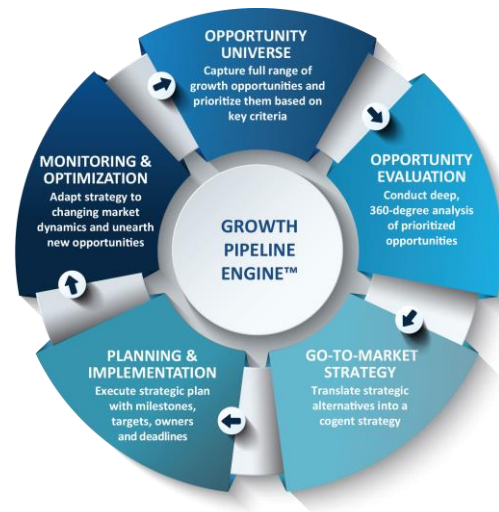 OPPORTUNITY
UNIVERSE
Capture full range of
growth opportunities and
prioritize them based on
key criteria
OPPORTUNITY
EVALUATION
Conduct deep,
360-degree analysis
of prioritized
opportunities
GO-TO-MARKET
STRATEGY
Translate strategic
alternatives into a
cogent strategy
PLANNING &
IMPLEMENTATION
Execute strategic plan
with milestones,
targets, owners
and deadlines
MONITORING &
OPTIMIZATION
Adapt strategy to
changing market
dynamics and unearth
new opportunities
GROWTH
PIPELINE
ENGINE™